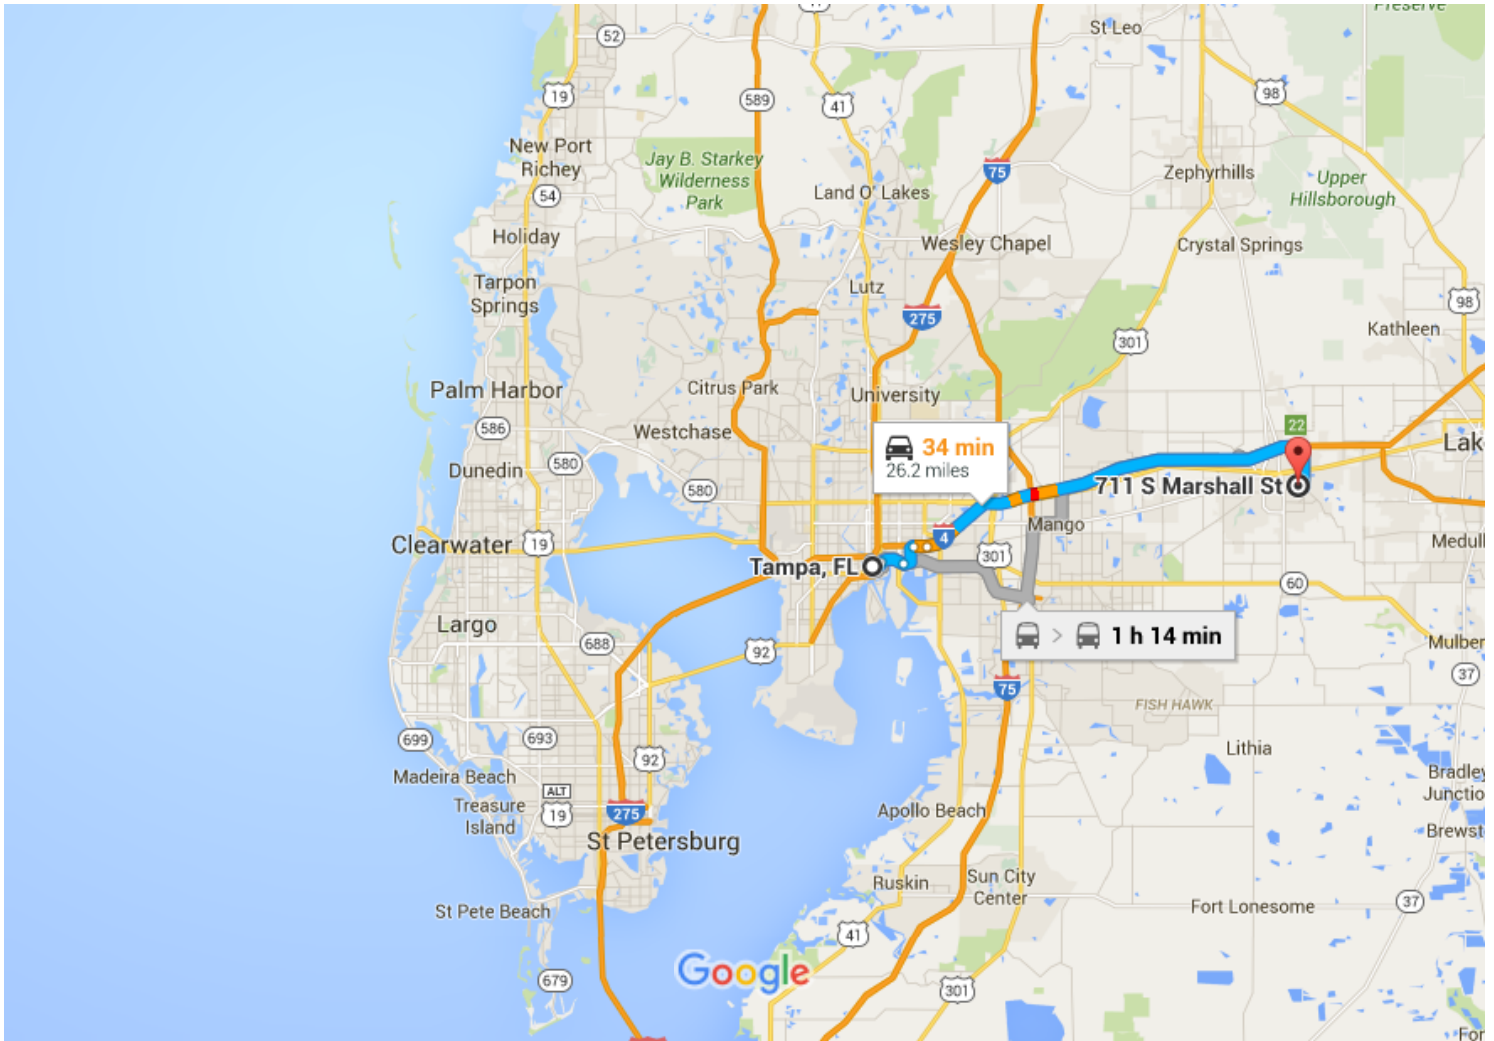 Preserve
St Leo
52
98
19
589
41
New Port
Richey
Jay B. Starkey
Wilderness
Park
75
Zephyrhills
54
Land O' Lakes
Upper
Hillsborough
Holiday
Wesley Chapel
Crystal Springs
Tarpon
Springs
Lutz
98
275
Kathleen
301
Palm Harbor
Citrus Park
University
586
Westchase
22
34 min
26.2 miles
Lak
Dunedin
580
580
711 S Marshall St
Mango
Clearwater
19
4
301
Medull
Tampa, FL
60
Largo
688
1 h 14 min
92
Mulber
37
75
FISH HAWK
699
693
92
Lithia
Madeira Beach
ALT
19
Treasure
Island
275
Apollo Beach
Bradley
Junctio
St Petersburg
Brewst
Ruskin
Sun City
Center
St Pete Beach
Fort Lonesome
37
41
Google
679
301
For